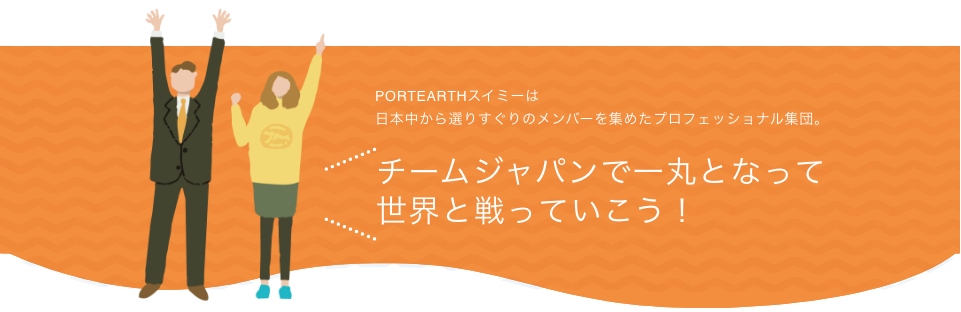 PORTEARTHスイミーは
日本中から選りすぐりのメンバーを集めたプロフェッショナル集団。
チームジャパンで一丸となって
世界と戦っていこう！